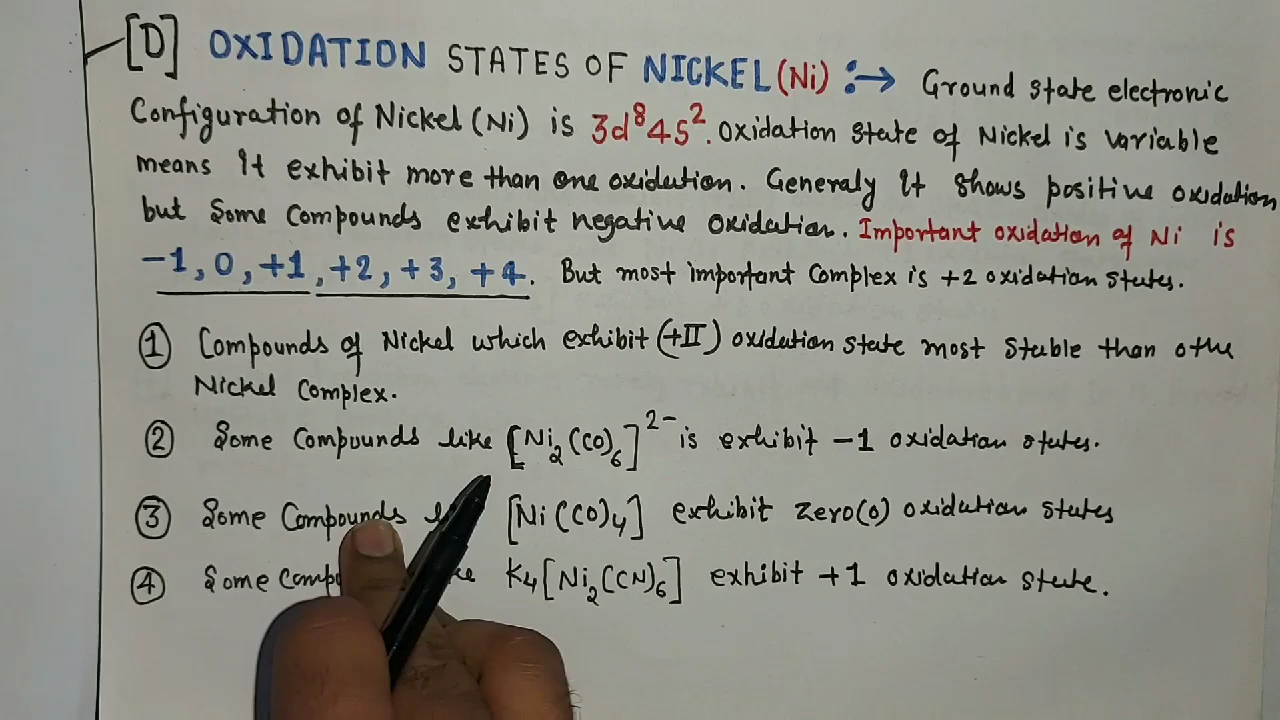 [D] OXIDATION STATES OF NICKEL (Ni) :→ Ground state electronic
Configuration of Nickel (Ni) is 3d⁸4s². Oxidation state of Nickel is variable
means It exhibit more than one oxidation. Generaly It shows positive oxidation
but Some Compounds exhibit negative oxidation. Important oxidation of Ni is
-1, 0, +1, +2, +3, +4. But most important Complex is +2 oxidation states.
① Compounds of Nickel which exhibit (+II) oxidation state most stable than othe
Nickel Complex.
② Some Compounds like [Ni₂(CO)₆]²⁻ is exhibit -1 oxidation states.
③ Some Compounds [Ni(CO)₄] exhibit zero(0) oxidation states
④ Some K₄[Ni₂(CN)₆] exhibit +1 oxidation state.